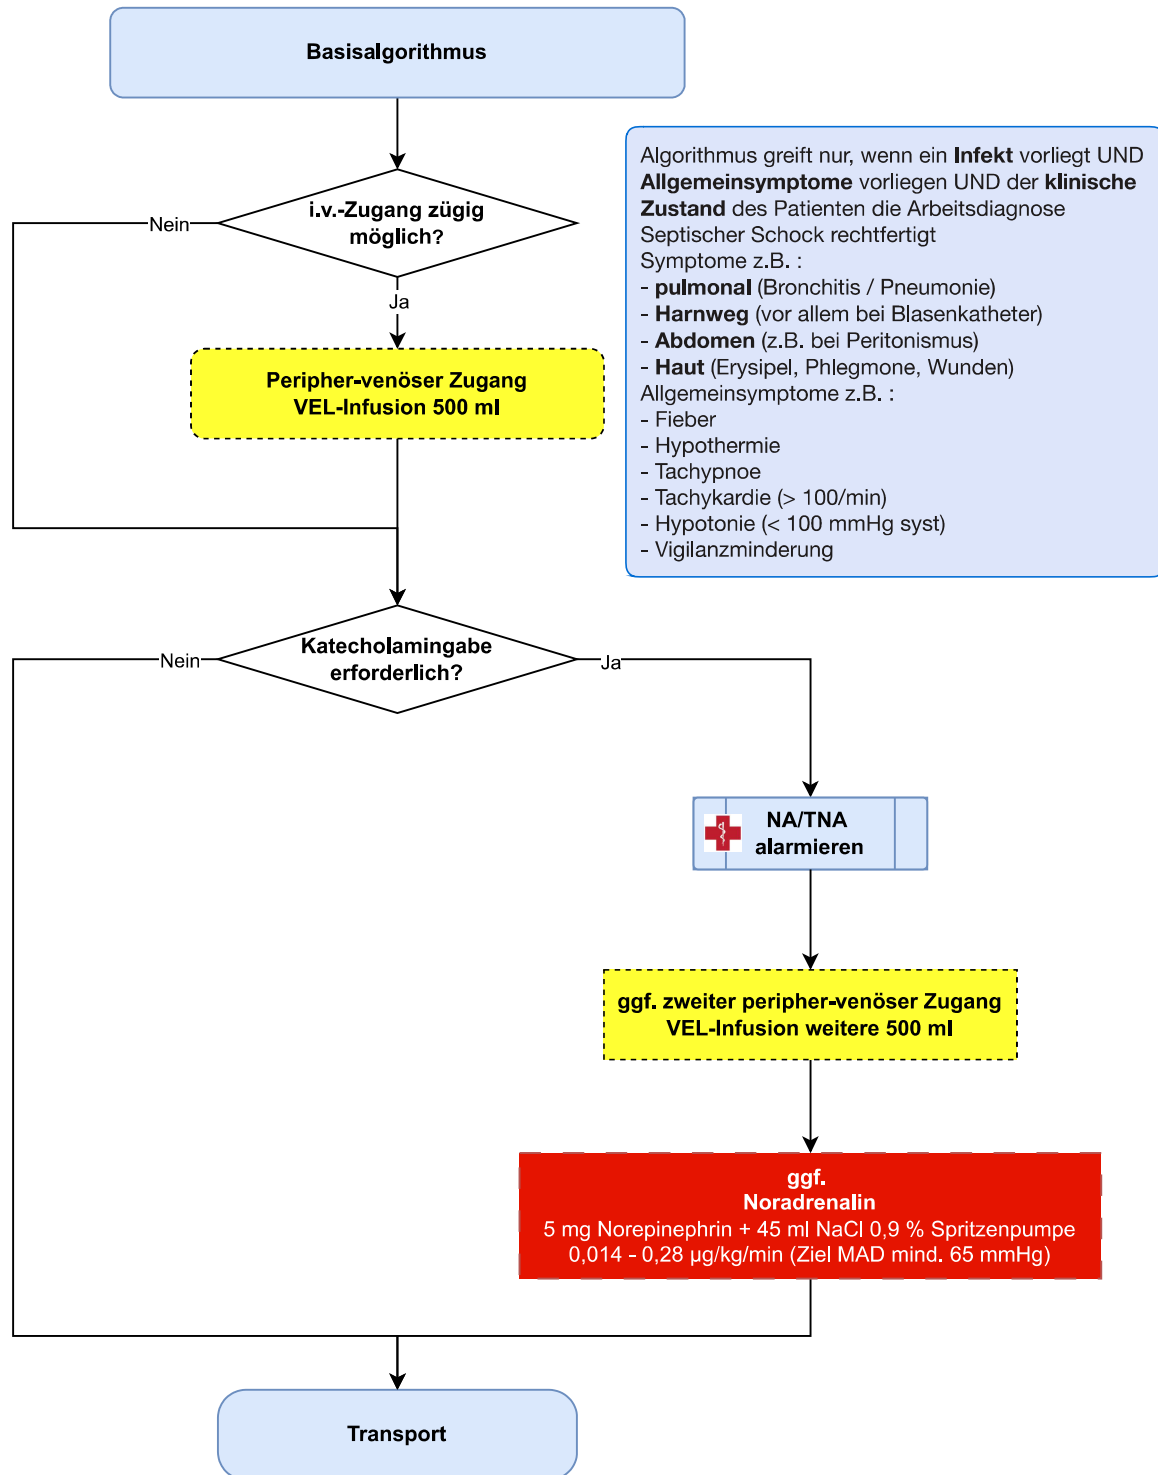 Basisalgorithmus
i.v.-Zugang zügig
möglich?
Nein
Ja
Peripher-venöser Zugang
VEL-Infusion 500 ml
Algorithmus greift nur, wenn ein Infekt vorliegt UND
Allgemeinsymptome vorliegen UND der klinische
Zustand des Patienten die Arbeitsdiagnose
Septischer Schock rechtfertigt
Symptome z.B. :
- pulmonal (Bronchitis / Pneumonie)
- Harnweg (vor allem bei Blasenkatheter)
- Abdomen (z.B. bei Peritonismus)
- Haut (Erysipel, Phlegmone, Wunden)
Allgemeinsymptome z.B. :
- Fieber
- Hypothermie
- Tachypnoe
- Tachykardie (> 100/min)
- Hypotonie (< 100 mmHg syst)
- Vigilanzminderung
Katecholamingabe
erforderlich?
Nein
Ja
NA/TNA
alarmieren
ggf. zweiter peripher-venöser Zugang
VEL-Infusion weitere 500 ml
ggf.
Noradrenalin
5 mg Norepinephrin + 45 ml NaCl 0,9 % Spritzenpumpe
0,014 - 0,28 µg/kg/min (Ziel MAD mind. 65 mmHg)
Transport